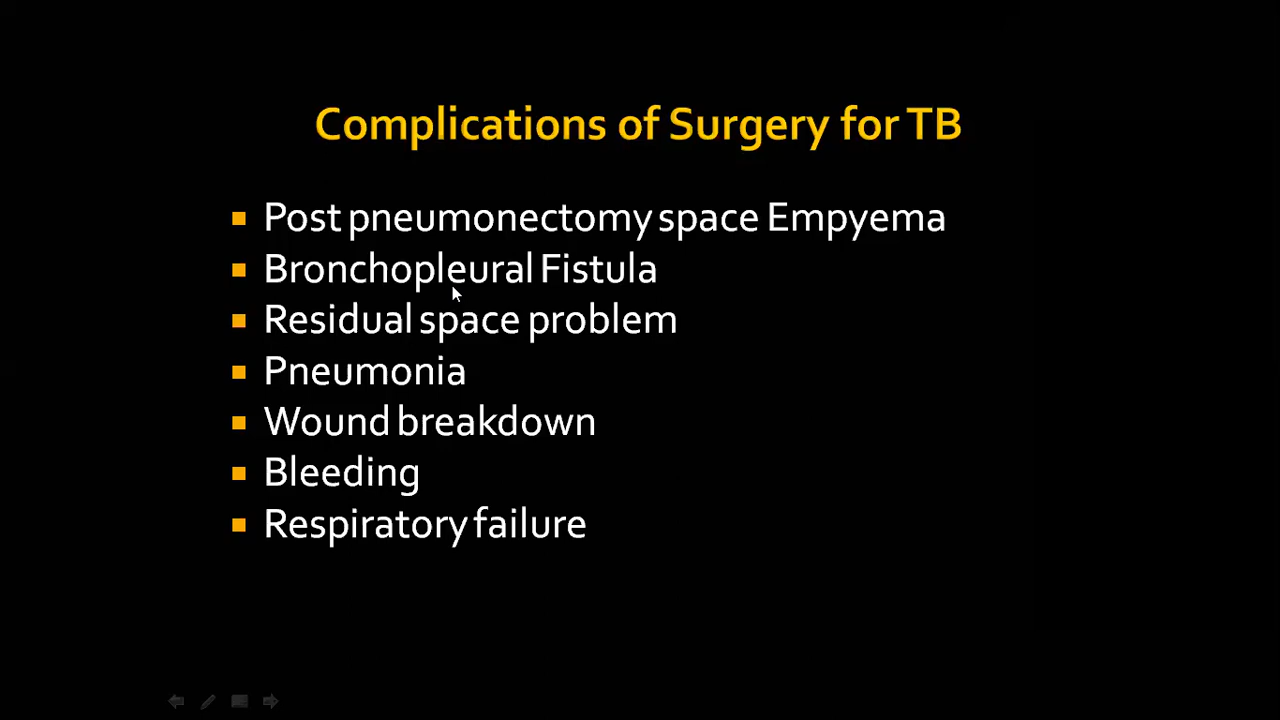 Complications of Surgery for TB
Post pneumonectomy space Empyema
Bronchopleural Fistula
Residual space problem
Pneumonia
Wound breakdown
Bleeding
Respiratory failure